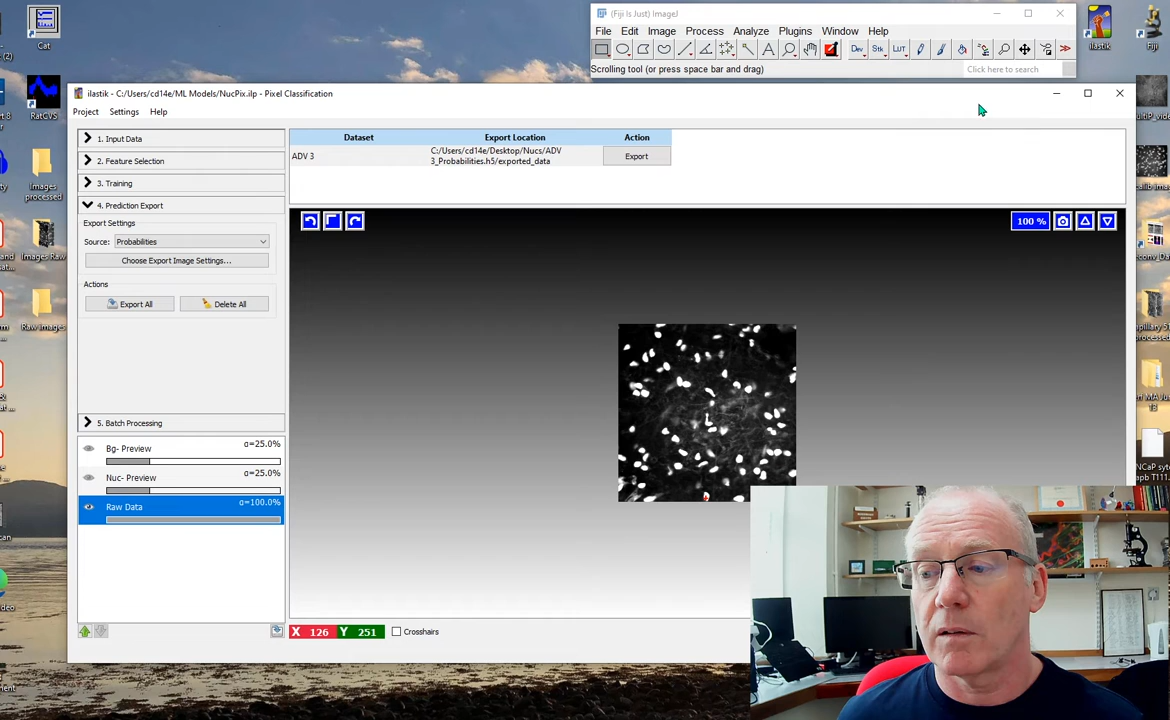 Cat
RatCVS
Images
processed
Images Raw
Raw images
(Fiji Is Just) ImageJ
File Edit Image Process Analyze Plugins Window Help
Dev Stk LUT
Scrolling tool (or press space bar and drag)
Click here to search
ilastik
Fiji
ilastik - C:/Users/cd14e/ML Models/NucPix.ilp - Pixel Classification
Project Settings Help
1. Input Data
2. Feature Selection
3. Training
4. Prediction Export
Export Settings
Source: Probabilities
Choose Export Image Settings...
Actions
Export All Delete All
5. Batch Processing
Bg- Preview α=25.0%
Nuc- Preview α=25.0%
Raw Data α=100.0%
Dataset Export Location Action
ADV 3 C:/Users/cd14e/Desktop/Nucs/ADV
3_Probabilities.h5/exported_data Export
100 %
X 126 Y 251 Crosshairs